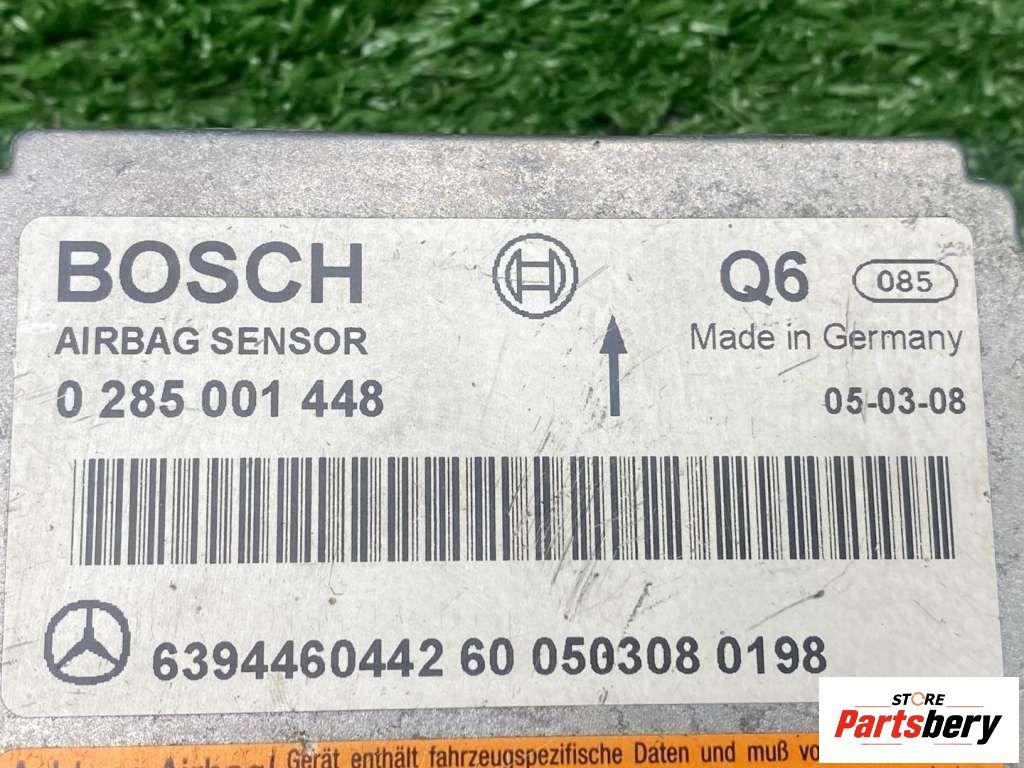 BOSCH
Q6 085
AIRBAG SENSOR
Made in Germany
0 285 001 448
05-03-08
6394460442 60 050308 0198
Airbag! Gerät enthält fahrzeugspezifische Daten und muß
STORE
Partsbery